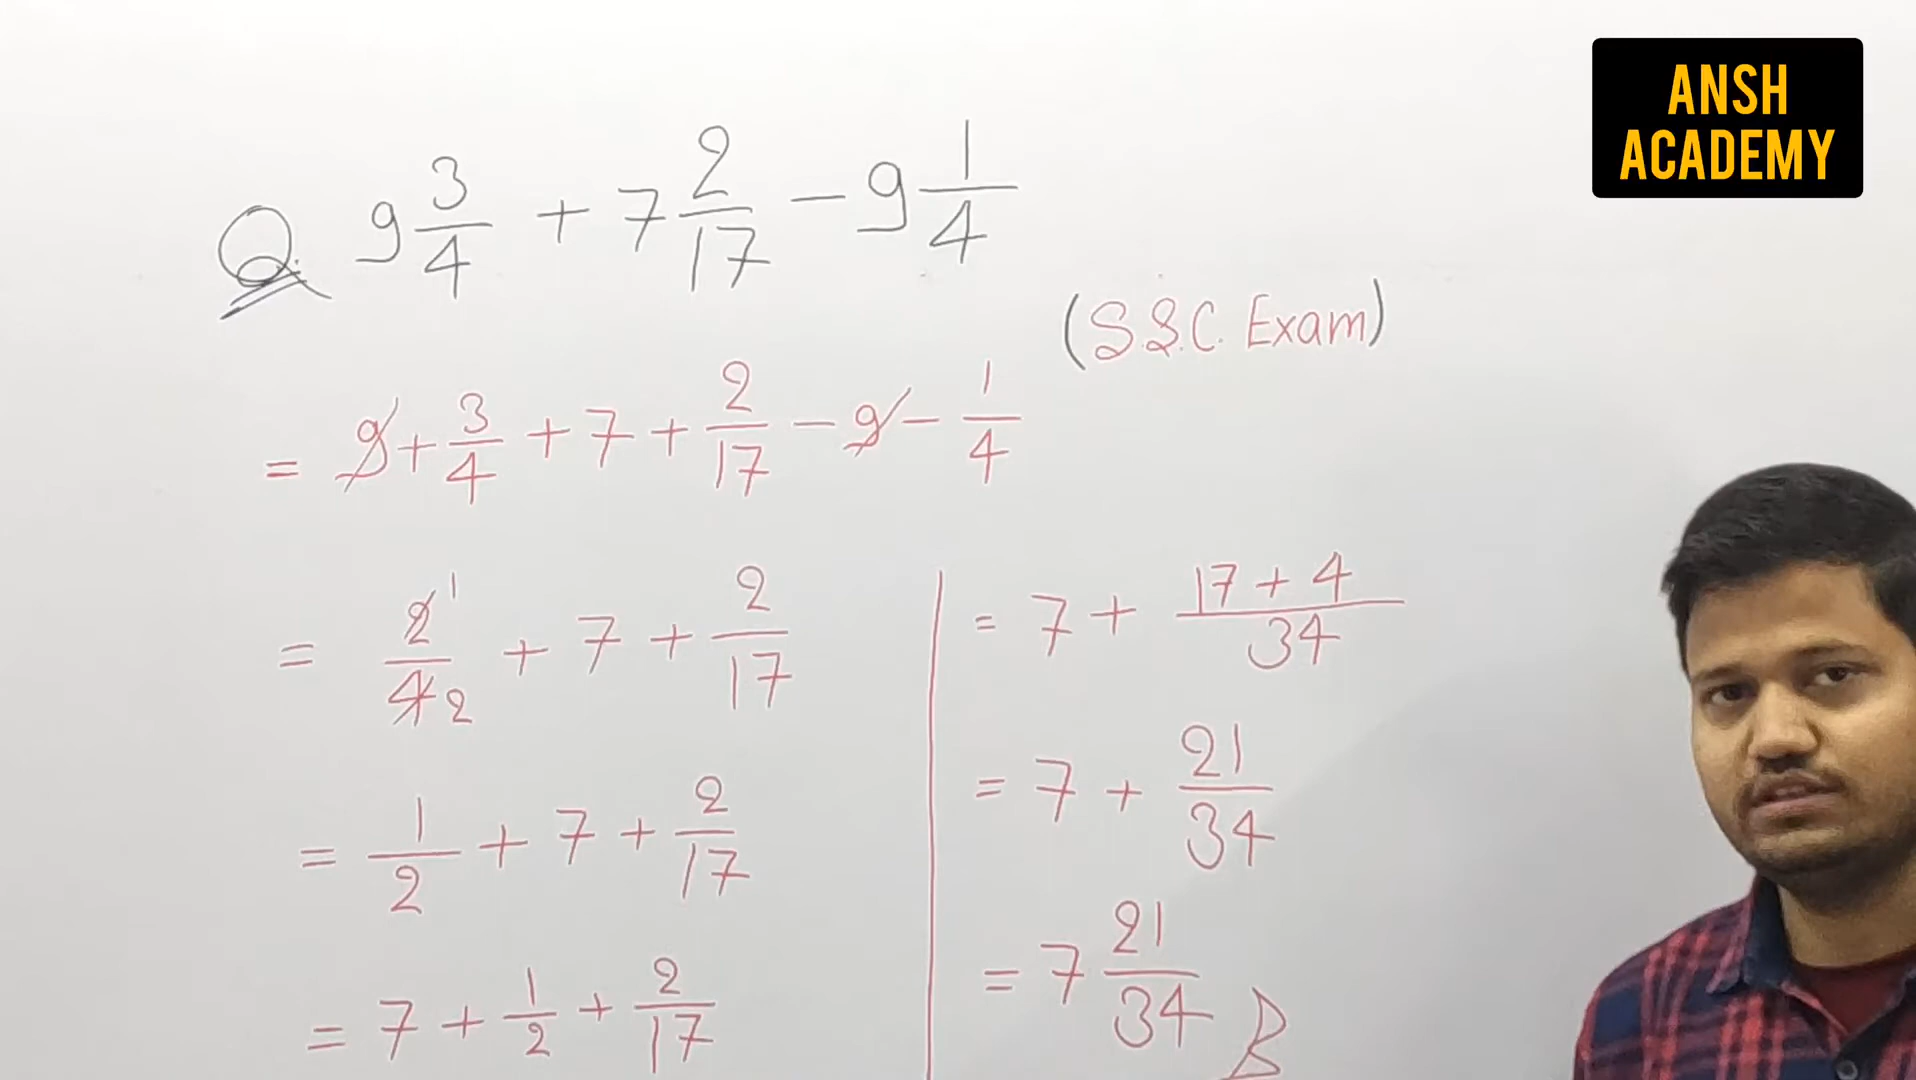 ANSH
ACADEMY
Q. 9 3/4 + 7 2/17 - 9 1/4
(S.S.C. Exam)
= 9 + 3/4 + 7 + 2/17 - 9 - 1/4
= 2/4 1 2 + 7 + 2/17
= 1/2 + 7 + 2/17
= 7 + 1/2 + 2/17
= 7 + 17 + 4/34
= 7 + 21/34
= 7 21/34